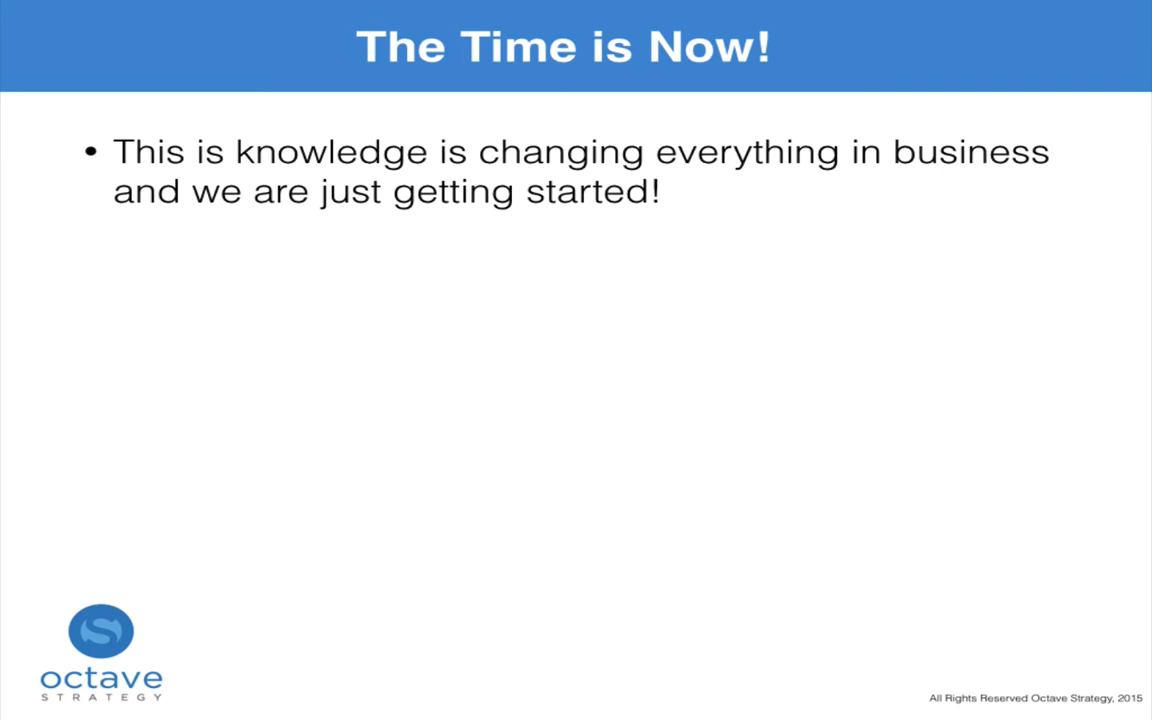 The Time is Now!
• This is knowledge is changing everything in business
and we are just getting started!
octave
STRATEGY
All Rights Reserved Octave Strategy, 2015